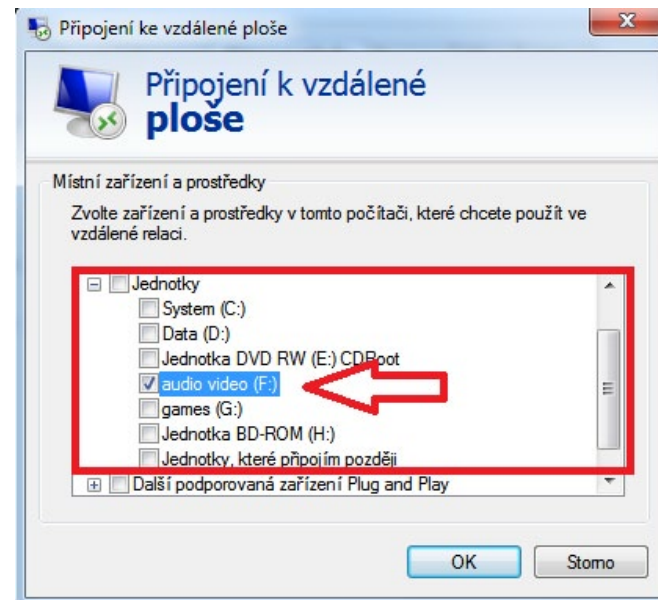 Připojení ke vzdálené ploše
Připojení k vzdálené
ploše
Místní zařízení a prostředky
Zvolte zařízení a prostředky v tomto počítači, které chcete použít ve
vzdálené relaci.
Jednotky
System (C:)
Data (D:)
Jednotka DVD RW (E:) CDRoot
audio video (F:)
games (G:)
Jednotka BD-ROM (H:)
Jednotky, které připojím později
Další podporovaná zařízení Plug and Play
OK
Storno